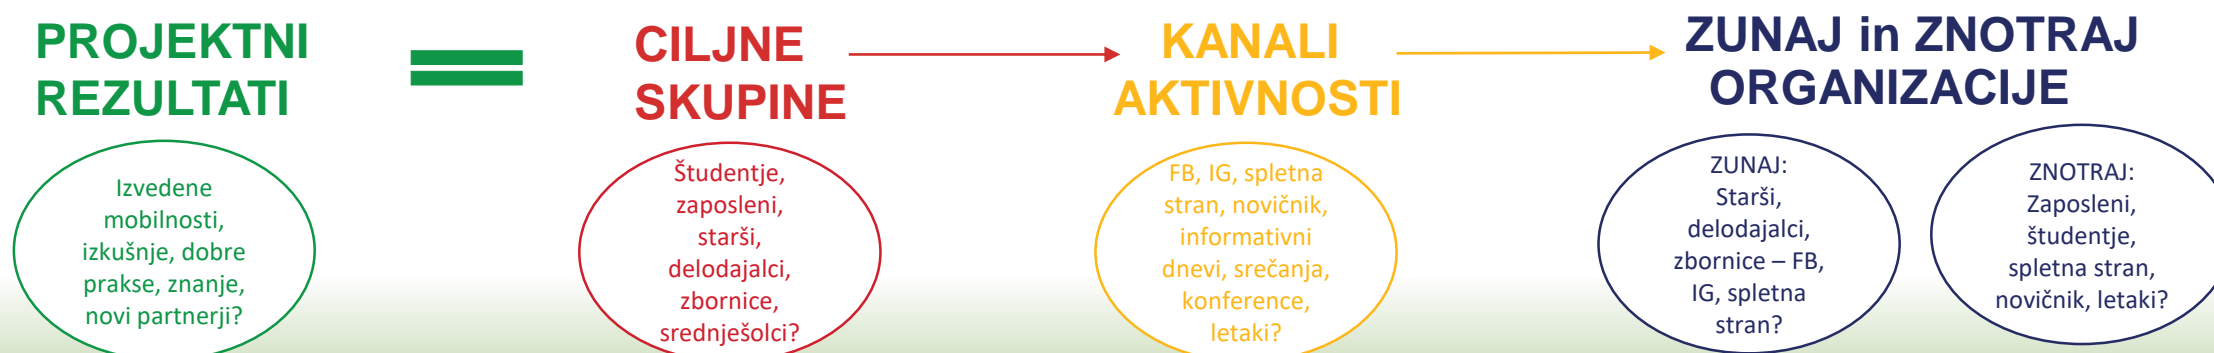 PROJEKTNI
REZULTATI
=
CILJNE
SKUPINE
KANALI
AKTIVNOSTI
ZUNAJ in ZNOTRAJ
ORGANIZACIJE
Izvedene
mobilnosti,
izkušnje, dobre
prakse, znanje,
novi partnerji?
Študentje,
zaposleni,
starši,
delodajalci,
zbornice,
srednješolci?
FB, IG, spletna
stran, novičnik,
informativni
dnevi, srečanja,
konference,
letaki?
ZUNAJ:
Starši,
delodajalci,
zbornice – FB,
IG, spletna
stran?
ZNOTRAJ:
Zaposleni,
študentje,
spletna stran,
novičnik, letaki?